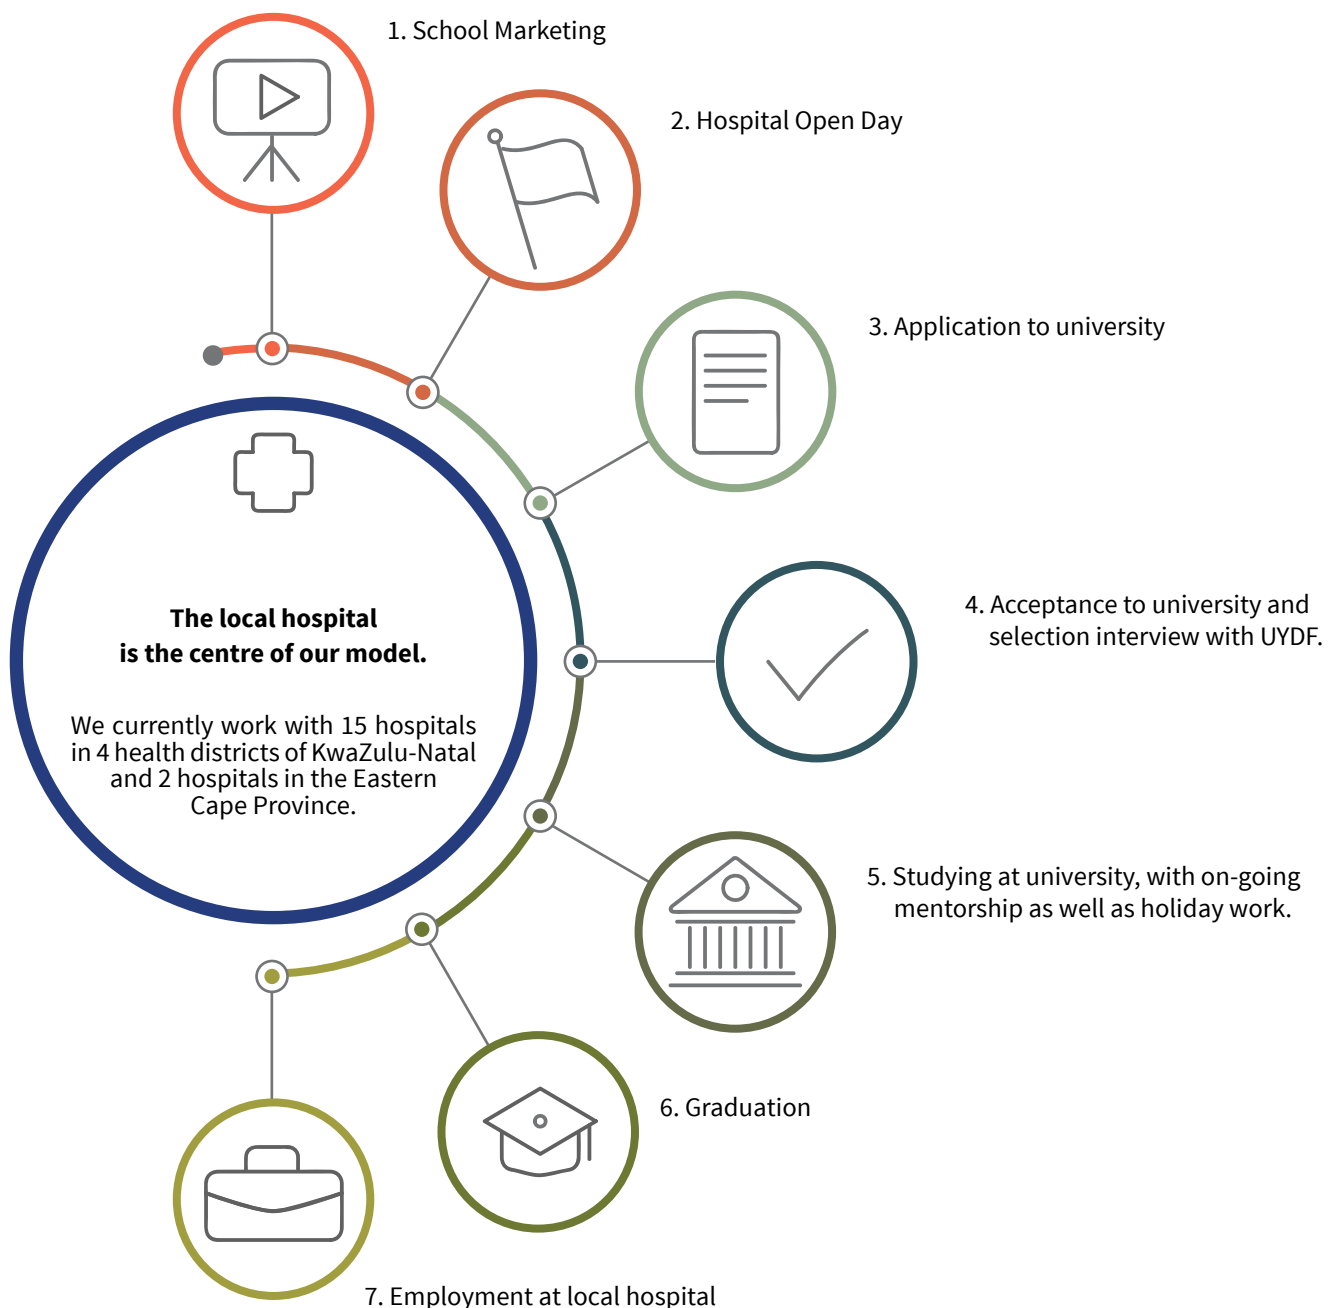 1. School Marketing
2. Hospital Open Day
3. Application to university
The local hospital
is the centre of our model.
We currently work with 15 hospitals
in 4 health districts of KwaZulu-Natal
and 2 hospitals in the Eastern
Cape Province.
4. Acceptance to university and
selection interview with UYDF.
5. Studying at university, with on-going
mentorship as well as holiday work.
6. Graduation
7. Employment at local hospital